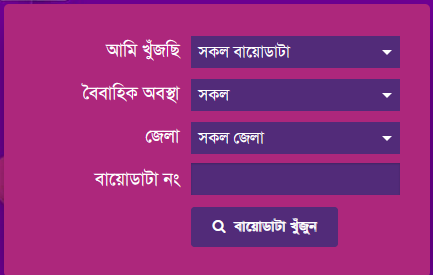 আমি খুঁজছি সকল বায়োডাটা
বৈবাহিক অবস্থা সকল
জেলা সকল জেলা
বায়োডাটা নং
বায়োডাটা খুঁজুন